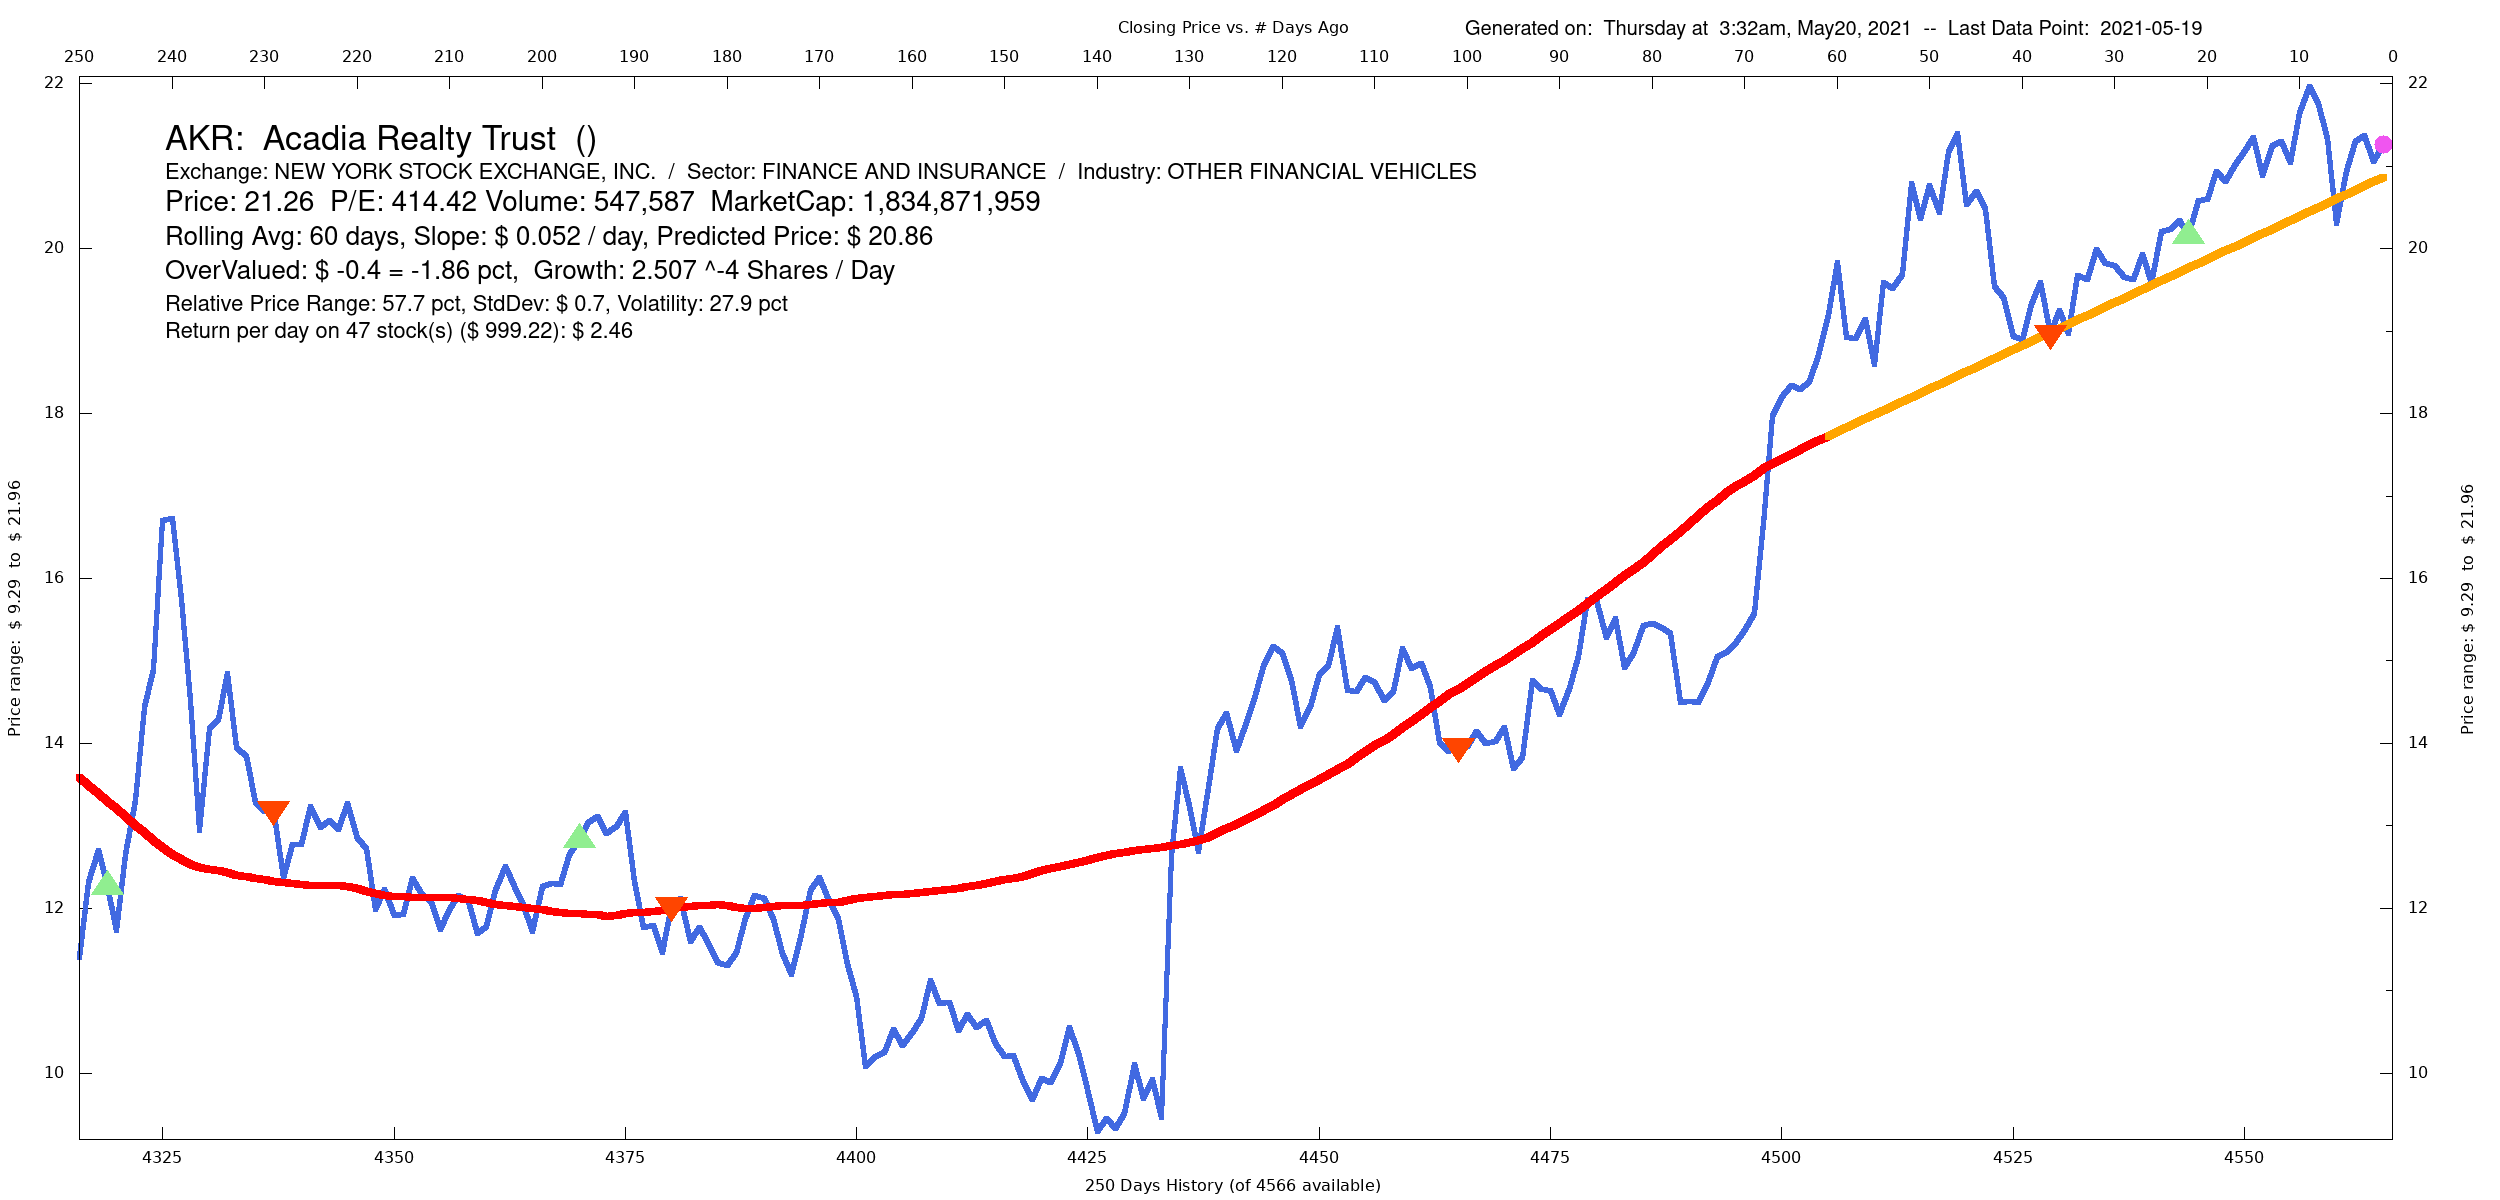 Closing Price vs. # Days Ago
Generated on:  Thursday at  3:32am, May20, 2021  --  Last Data Point:  2021-05-19
250 240 230 220 210 200 190 180 170 160 150 140 130 120 110 100 90 80 70 60 50 40 30 20 10 0
22 22
AKR:  Acadia Realty Trust  ()
Exchange: NEW YORK STOCK EXCHANGE, INC.  /  Sector: FINANCE AND INSURANCE  /  Industry: OTHER FINANCIAL VEHICLES
Price: 21.26  P/E: 414.42 Volume: 547,587  MarketCap: 1,834,871,959
Rolling Avg: 60 days, Slope: $ 0.052 / day, Predicted Price: $ 20.86
20 20
OverValued: $ -0.4 = -1.86 pct,  Growth: 2.507 ^-4 Shares / Day
Relative Price Range: 57.7 pct, StdDev: $ 0.7, Volatility: 27.9 pct
Return per day on 47 stock(s) ($ 999.22): $ 2.46
18 18
16 16
Price range:  $ 9.29  to  $ 21.96
Price range: $ 9.29  to  $ 21.96
14 14
12 12
10 10
4325 4350 4375 4400 4425 4450 4475 4500 4525 4550
250 Days History (of 4566 available)